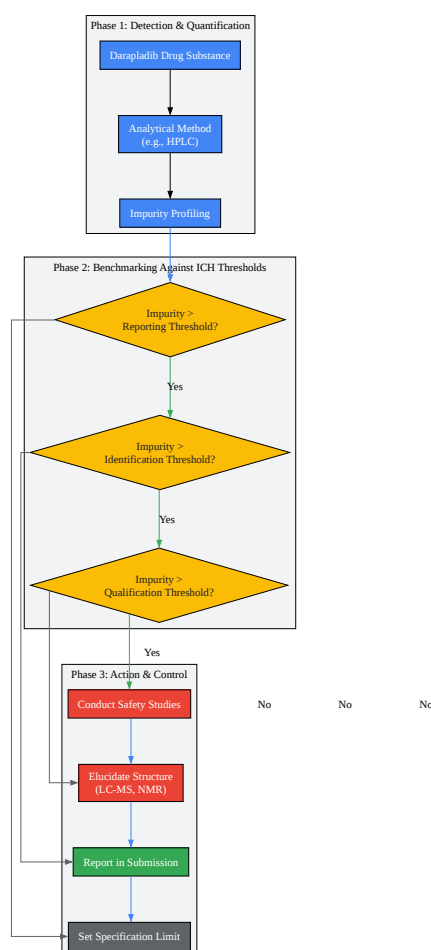 Phase 1: Detection & Quantification
Darapladib Drug Substance
Analytical Method
(e.g., HPLC)
Impurity Profiling
Phase 2: Benchmarking Against ICH Thresholds
Impurity >
Reporting Threshold?
Yes
Impurity >
Identification Threshold?
Yes
Impurity >
Qualification Threshold?
Yes
Phase 3: Action & Control
Conduct Safety Studies
No
No
No
Elucidate Structure
(LC-MS, NMR)
Report in Submission
Set Specification Limit